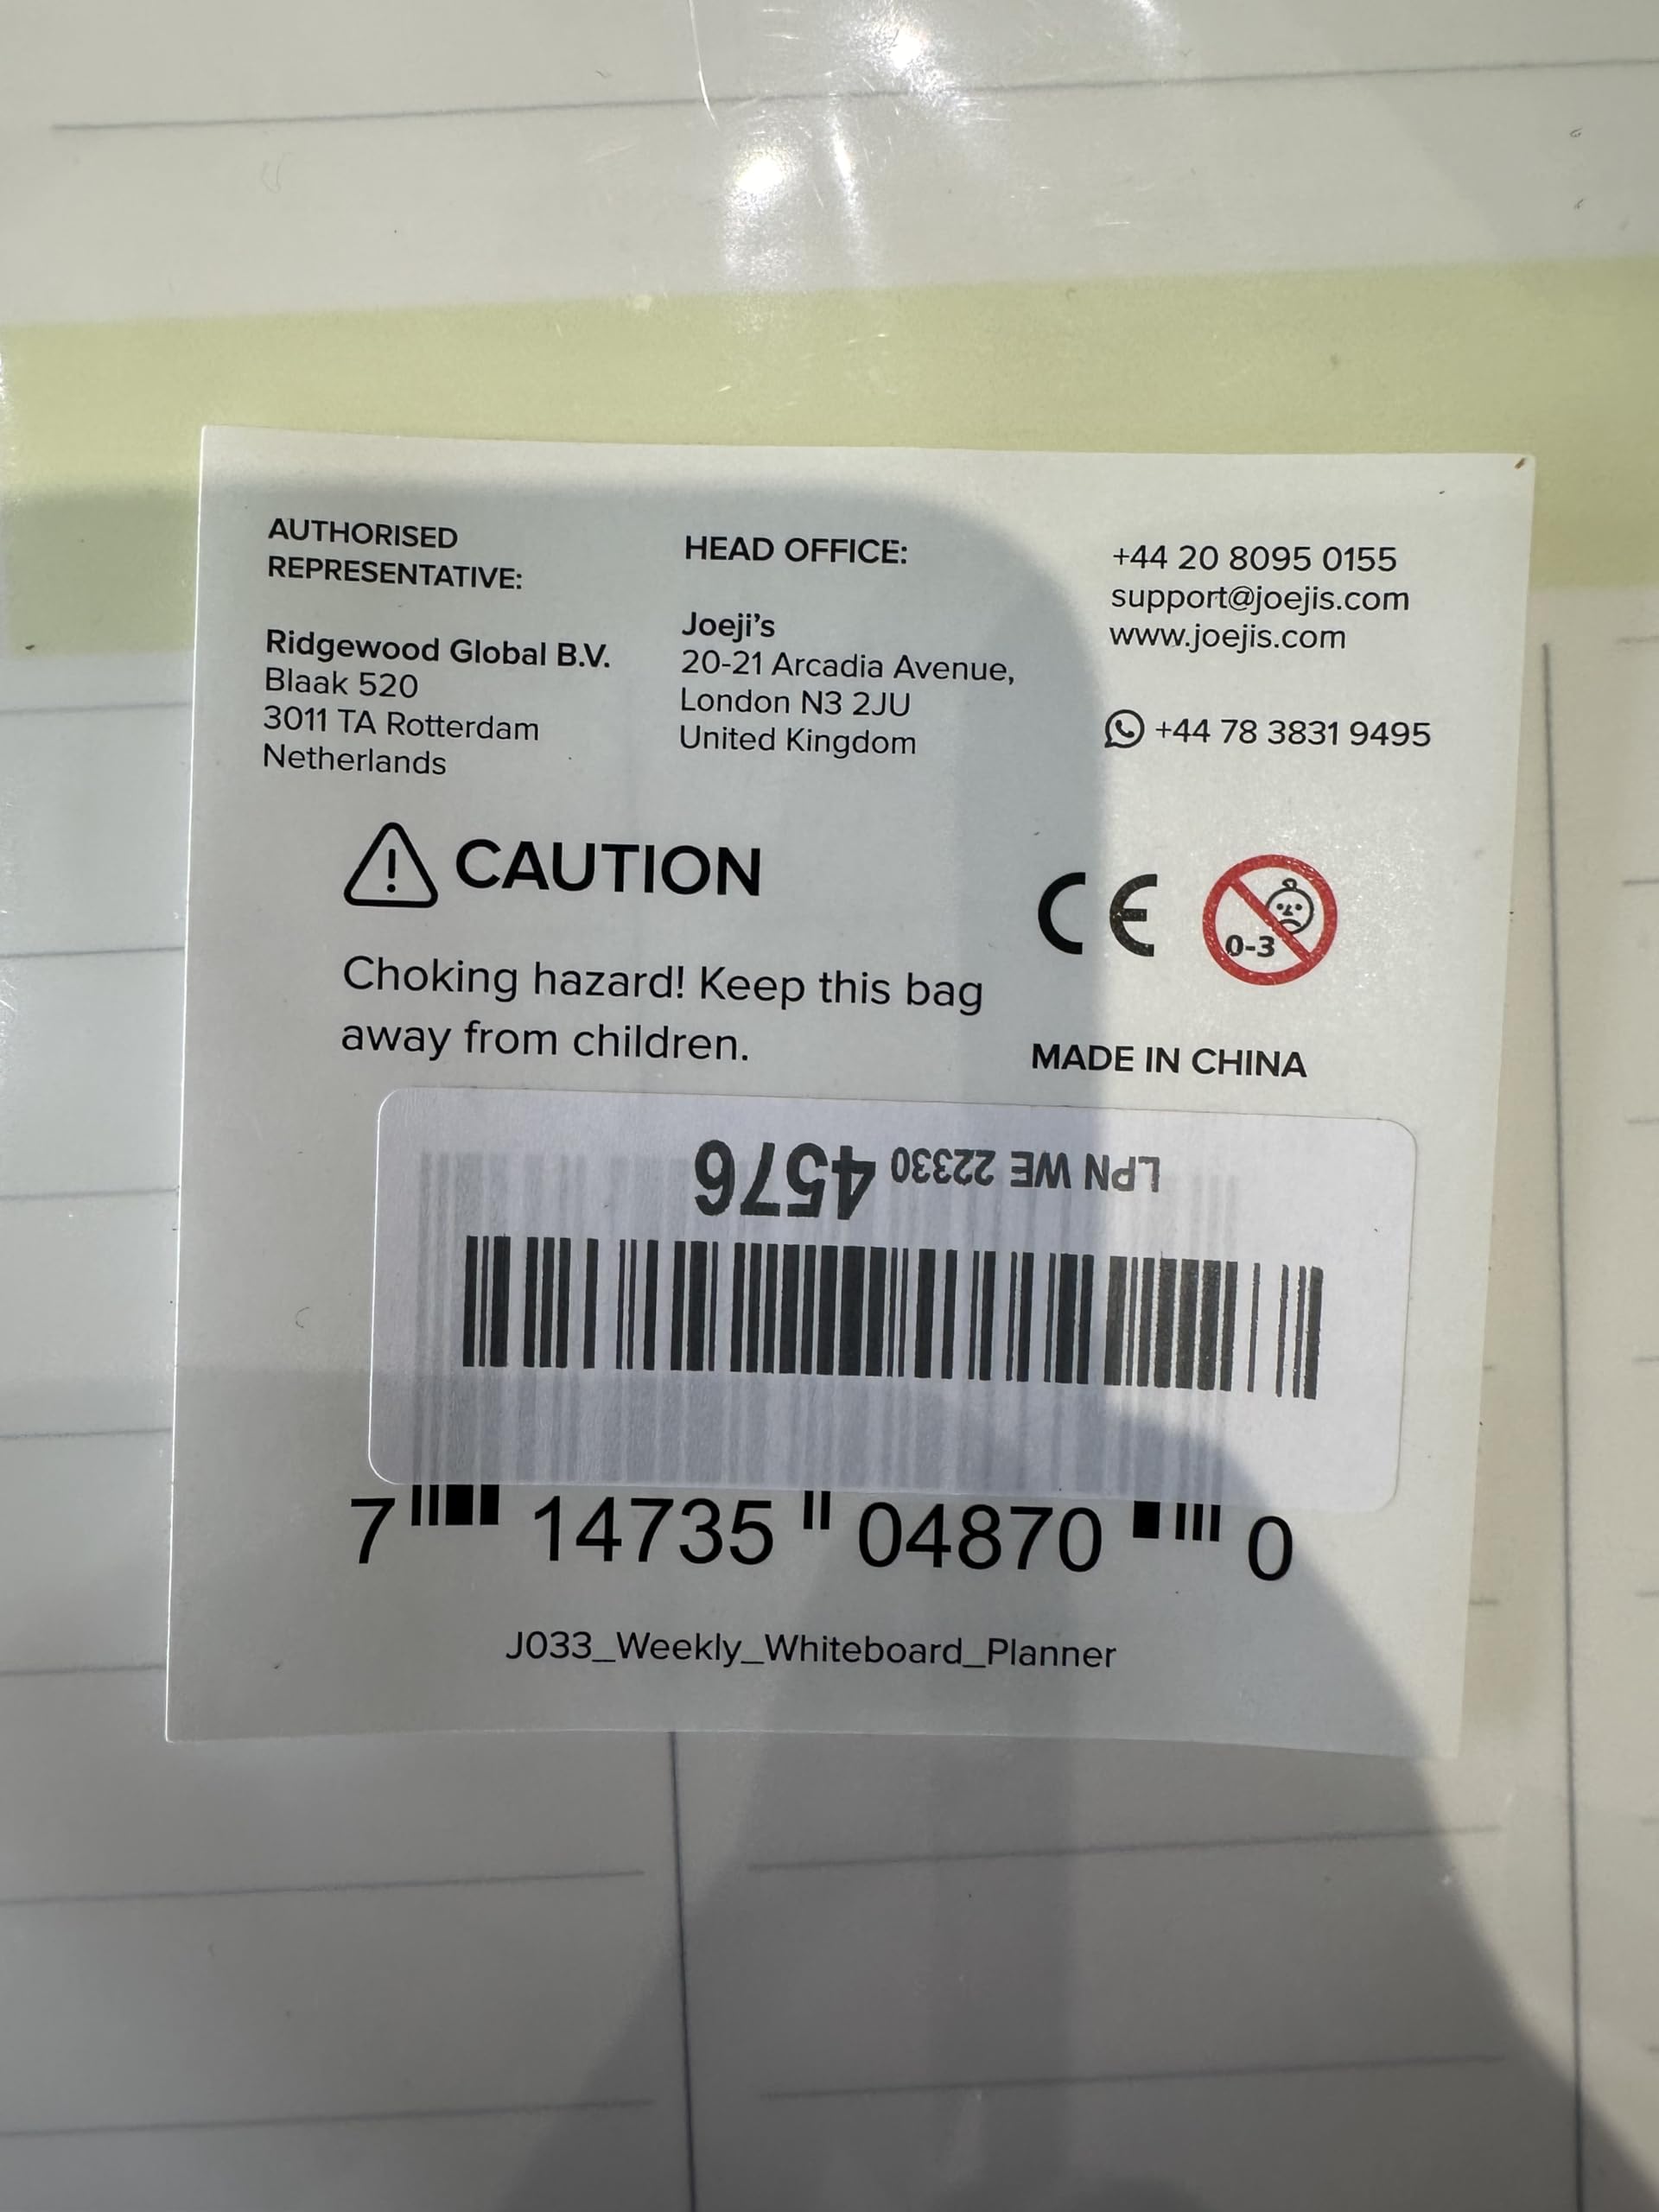 AUTHORISED
REPRESENTATIVE:
Ridgewood Global B.V.
Blaak 520
3011 TA Rotterdam
Netherlands
HEAD OFFICE:
Joeji's
20-21 Arcadia Avenue,
London N3 2JU
United Kingdom
+44 20 8095 0155
support@joejis.com
www.joejis.com
+44 78 3831 9495
CAUTION
Choking hazard! Keep this bag
away from children.
CE
0-3
MADE IN CHINA
LPN WE 22330 4576
7 14735 04870 0
J033_Weekly_Whiteboard_Planner